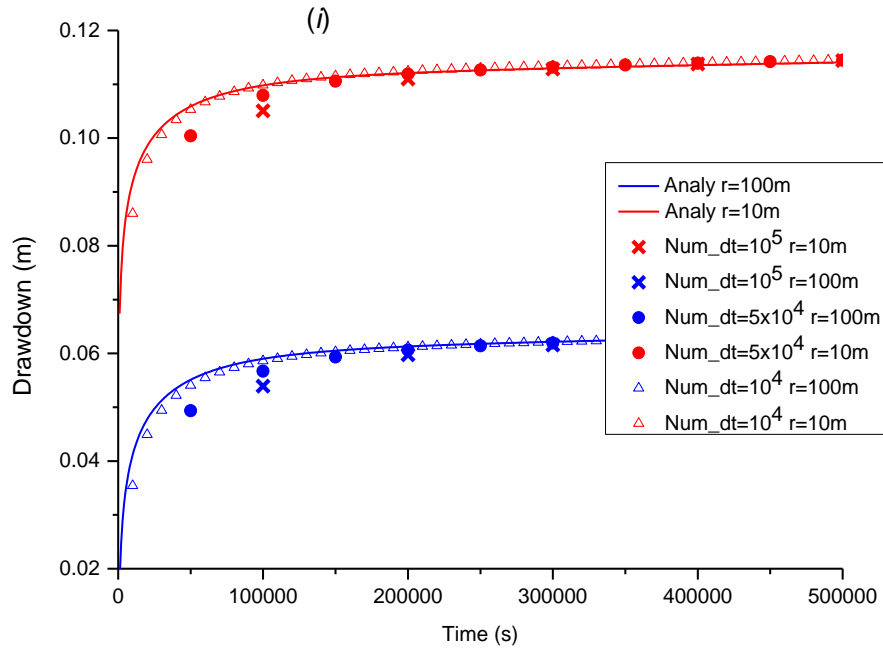 (i)
0.12
0.10
0.08
0.06
0.04
0.02
Drawdown (m)
0
100000
200000
300000
400000
500000
Time (s)
Analy r=100m
Analy r=10m
Num_dt=10^5 r=10m
Num_dt=10^5 r=100m
Num_dt=5x10^4 r=100m
Num_dt=5x10^4 r=10m
Num_dt=10^4 r=100m
Num_dt=10^4 r=10m